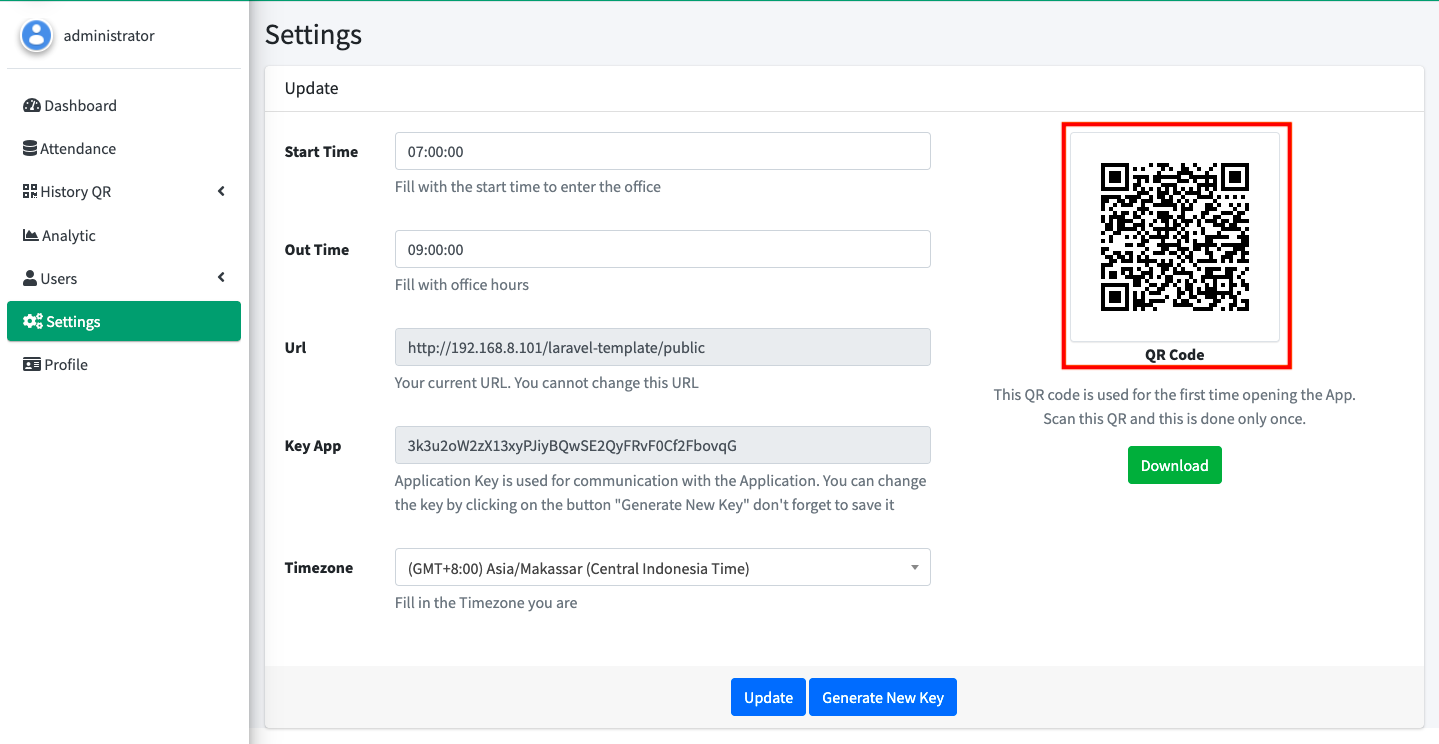 administrator
Dashboard
Attendance
History QR
Analytic
Users
Settings
Profile
Settings
Update
Start Time
07:00:00
Fill with the start time to enter the office
Out Time
09:00:00
Fill with office hours
Url
http://192.168.8.101/laravel-template/public
Your current URL. You cannot change this URL
Key App
3k3u2oW2zX13xyPJiyBQwSE2QyFRvF0Cf2FbovqG
Application Key is used for communication with the Application. You can change
the key by clicking on the button "Generate New Key" don't forget to save it
Timezone
(GMT+8:00) Asia/Makassar (Central Indonesia Time)
Fill in the Timezone you are
QR Code
This QR code is used for the first time opening the App.
Scan this QR and this is done only once.
Download
Update
Generate New Key